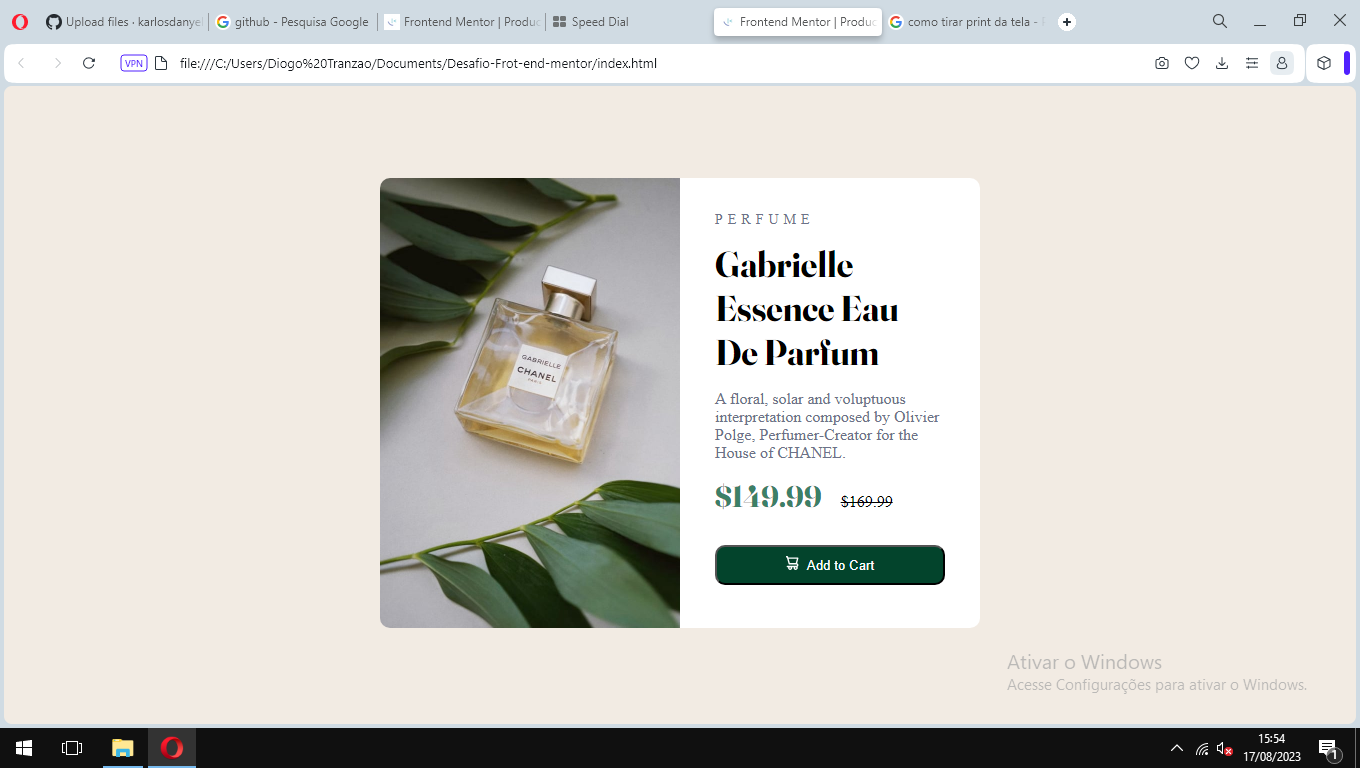 Upload files · karlosdanye
github - Pesquisa Google
Frontend Mentor | Produc
Speed Dial
Frontend Mentor | Produc
como tirar print da tela -
VPN
file:///C:/Users/Diogo%20Tranzao/Documents/Desafio-Frot-end-mentor/index.html
PERFUME
Gabrielle
Essence Eau
De Parfum
A floral, solar and voluptuous
interpretation composed by Olivier
Polge, Perfumer-Creator for the
House of CHANEL.
$149.99 $169.99
Add to Cart
GABRIELLE
CHANEL
PARIS
Ativar o Windows
Acesse Configurações para ativar o Windows.
15:54
17/08/2023
1